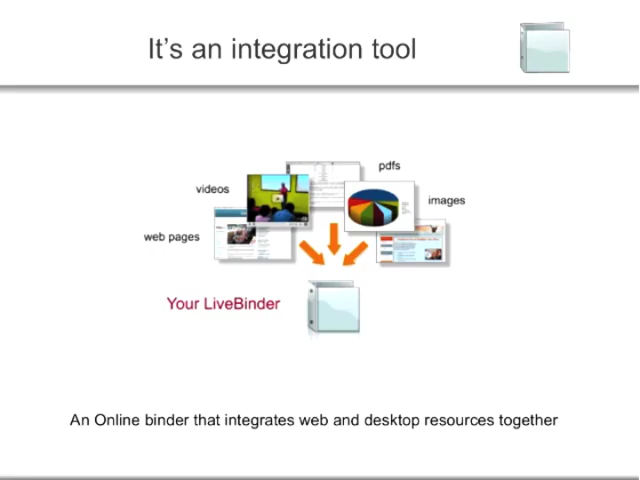 It's an integration tool
pdfs
videos
images
web pages
Your LiveBinder
An Online binder that integrates web and desktop resources together